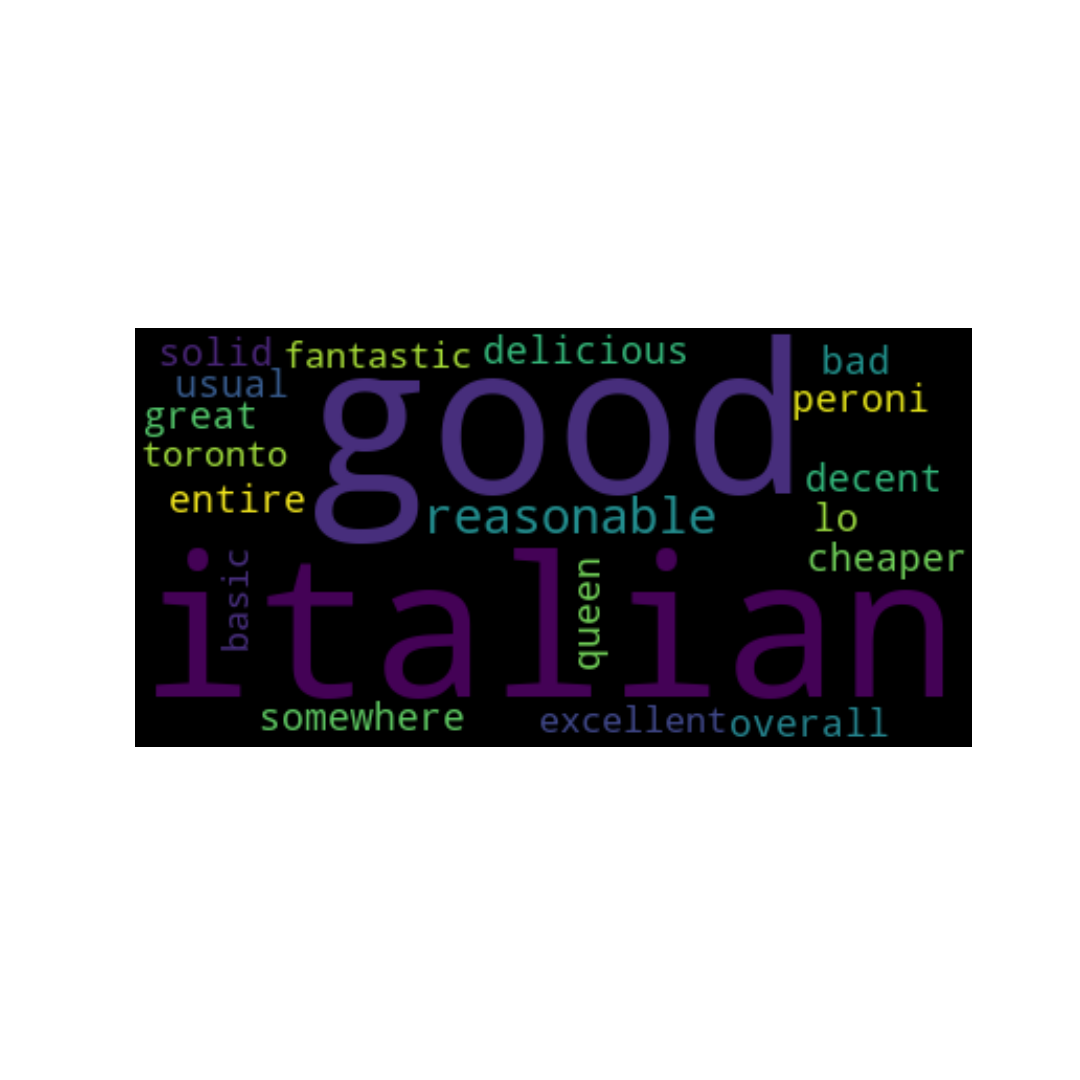 solid
fantastic
delicious
good
bad
usual
peroni
great
toronto
decent
entire
reasonable
lo
cheaper
italian
basic
queen
somewhere
excellent
overall